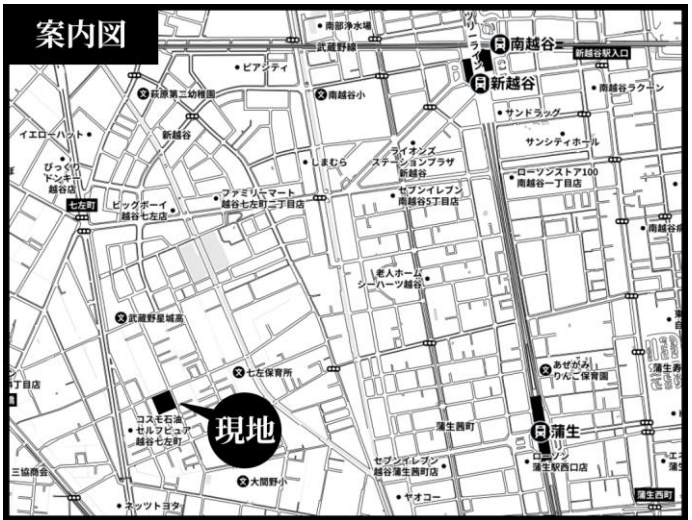 案内図
南部浄水場
武蔵野線
南越谷
新越谷駅入口
ピアシティ
新越谷
萩原第二幼稚園
南越谷小
南越谷ラクーン
イエローハット
新越谷
サンドラッグ
サンシティホール
びっくり
ドンキー
越谷店
しまむら
ライオンズ
ステーションプラザ
新越谷
ローソンストア100
南越谷一丁目店
七左町
ビッグボーイ
越谷七左店
ファミリーマート
越谷七左町二丁目店
セブンイレブン
南越谷5丁目店
老人ホーム
シーハーツ越谷
武蔵野星城高
七左保育所
あぜがみ
りんご保育園
丁目店
コスモ石油
セルフピュア
越谷七左町
現地
蒲生茜町
蒲生
セブンイレブン
越谷蒲生茜町店
ローソン
蒲生駅西口店
三協商会
大間野小
ヤオコー
蒲生西町
ネッツトヨタ